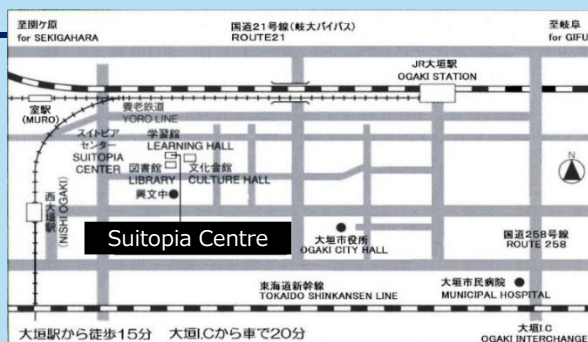 至関ケ原
for SEKIGAHARA
国道21号線(岐大バイパス)
ROUTE21
至岐阜
for GIFU
JR大垣駅
OGAKI STATION
室駅
(MURO)
養老鉄道
YORO LINE
スイトピア
センター
SUITOPIA
CENTER
学習館
LEARNING HALL
図書館
LIBRARY
文化会館
CULTURE HALL
興文中
N
西大垣駅
(NISHI OGAKI)
Suitopia Centre
大垣市役所
OGAKI CITY HALL
国道258号線
ROUTE 258
東海道新幹線
TOKAIDO SHINKANSEN LINE
大垣市民病院
MUNICIPAL HOSPITAL
大垣駅から徒歩15分 大垣I.Cから車で20分
大垣I.C
OGAKI INTERCHANGE